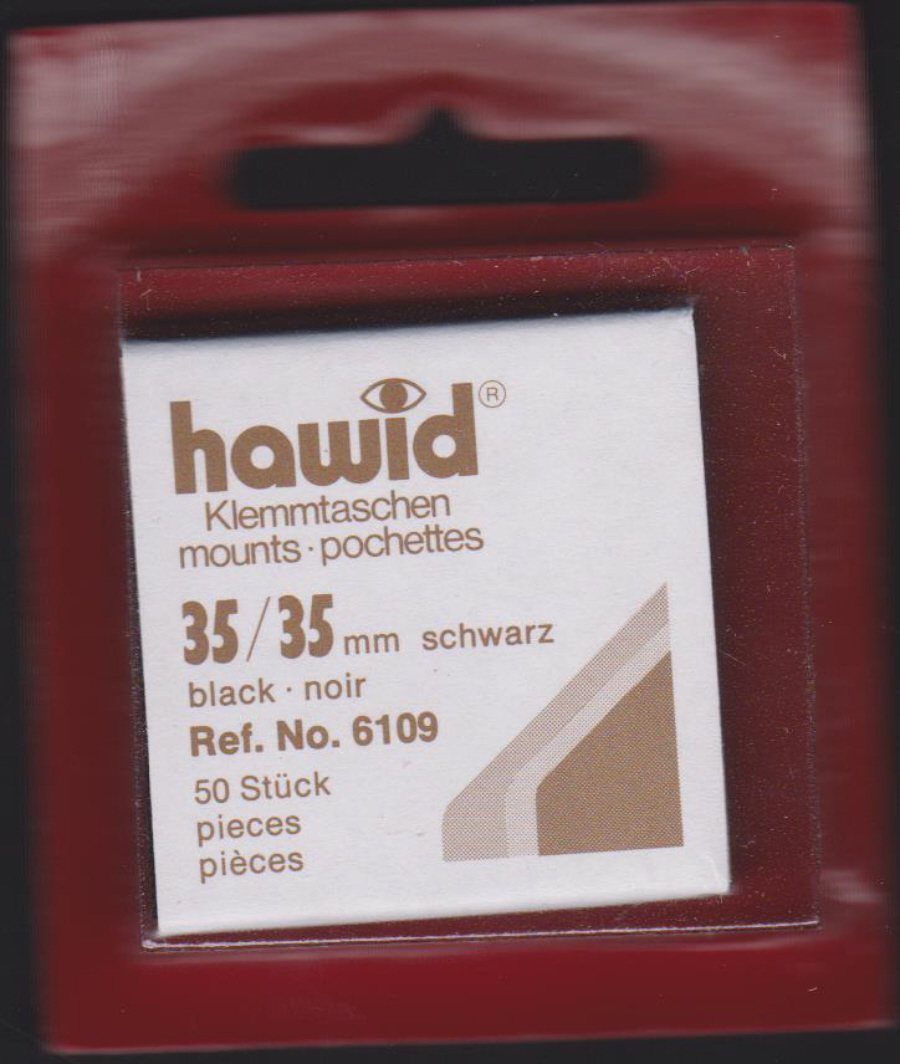 hawid ®
Klemmtaschen
mounts · pochettes
35/35 mm schwarz
black · noir
Ref. No. 6109
50 Stück
pieces
pièces